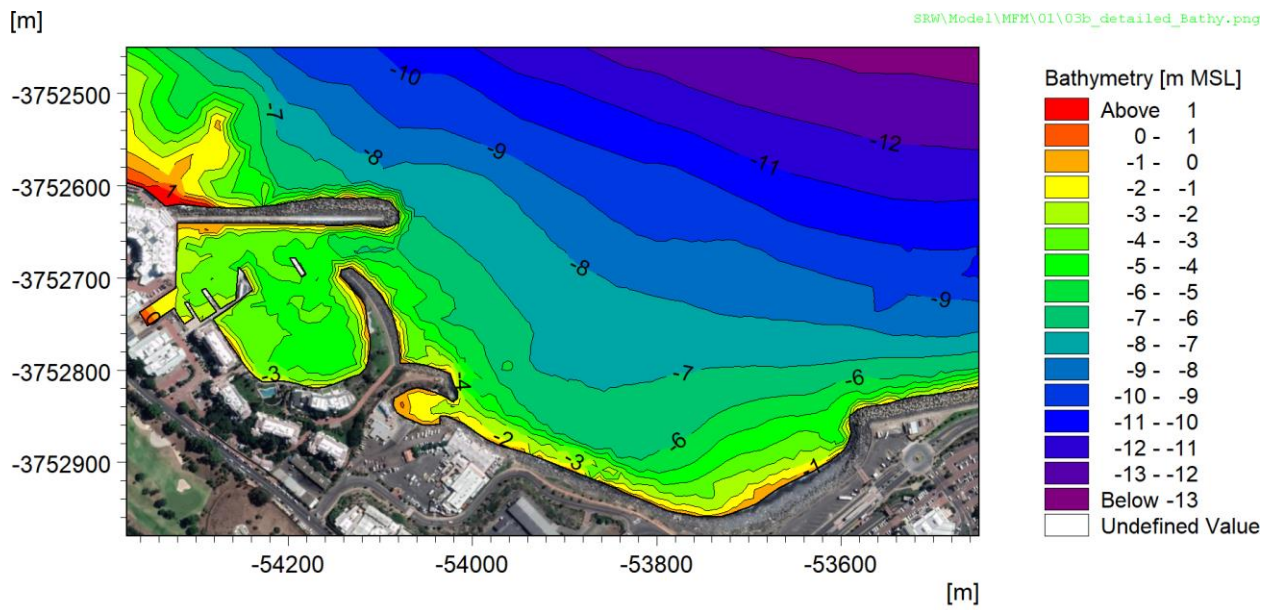 [m]
SRW\Model\MFM\01\03b_detailed_Bathy.png
-3752500
-3752600
-3752700
-3752800
-3752900
-54200
-54000
-53800
-53600
[m]
-10
-7
-8
-9
-12
-11
1
-8
-9
0
-3
-4
-7
-6
-2
-3
-6
-1
Bathymetry [m MSL]
Above 1
0 - 1
-1 - 0
-2 - -1
-3 - -2
-4 - -3
-5 - -4
-6 - -5
-7 - -6
-8 - -7
-9 - -8
-10 - -9
-11 - -10
-12 - -11
-13 - -12
Below -13
Undefined Value